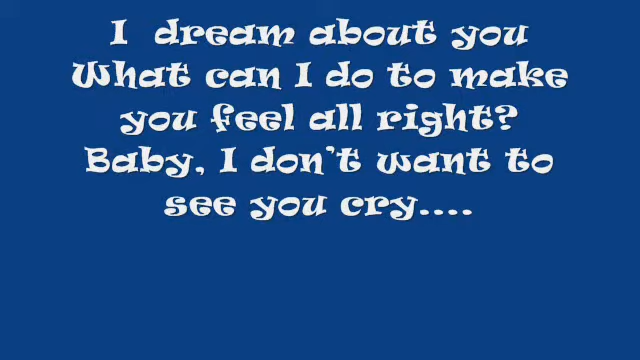 I dream about you
What can I do to make
you feel all right?
Baby, I don't want to
see you cry....